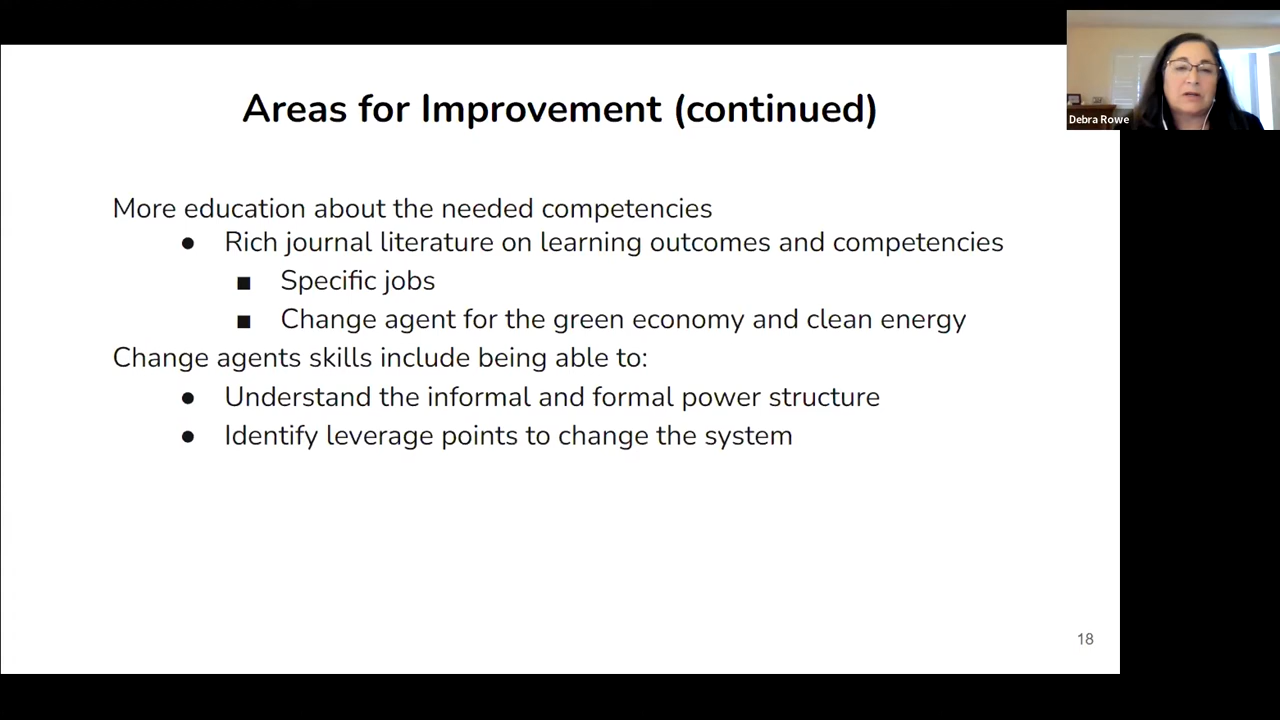 Areas for Improvement (continued)
Debra Rowe
More education about the needed competencies
● Rich journal literature on learning outcomes and competencies
■ Specific jobs
■ Change agent for the green economy and clean energy
Change agents skills include being able to:
● Understand the informal and formal power structure
● Identify leverage points to change the system
18